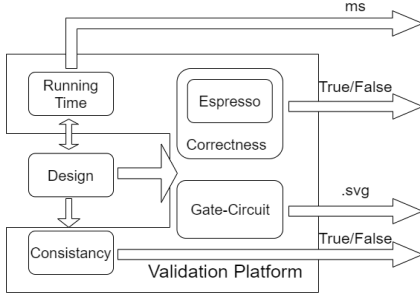 ms
Running
Time
Espresso
True/False
Correctness
Design
Gate-Circuit
.svg
True/False
Consistancy
Validation Platform